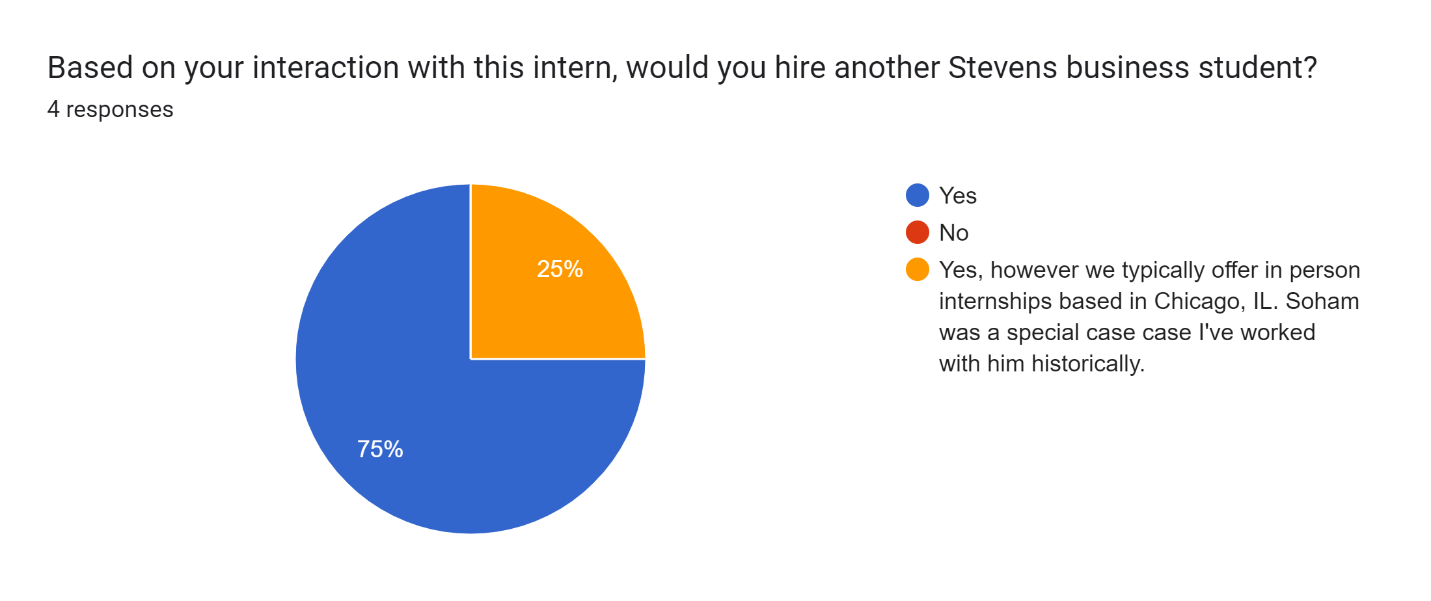 Based on your interaction with this intern, would you hire another Stevens business student?
4 responses
25%
75%
Yes
No
Yes, however we typically offer in person
internships based in Chicago, IL. Soham
was a special case case I've worked
with him historically.